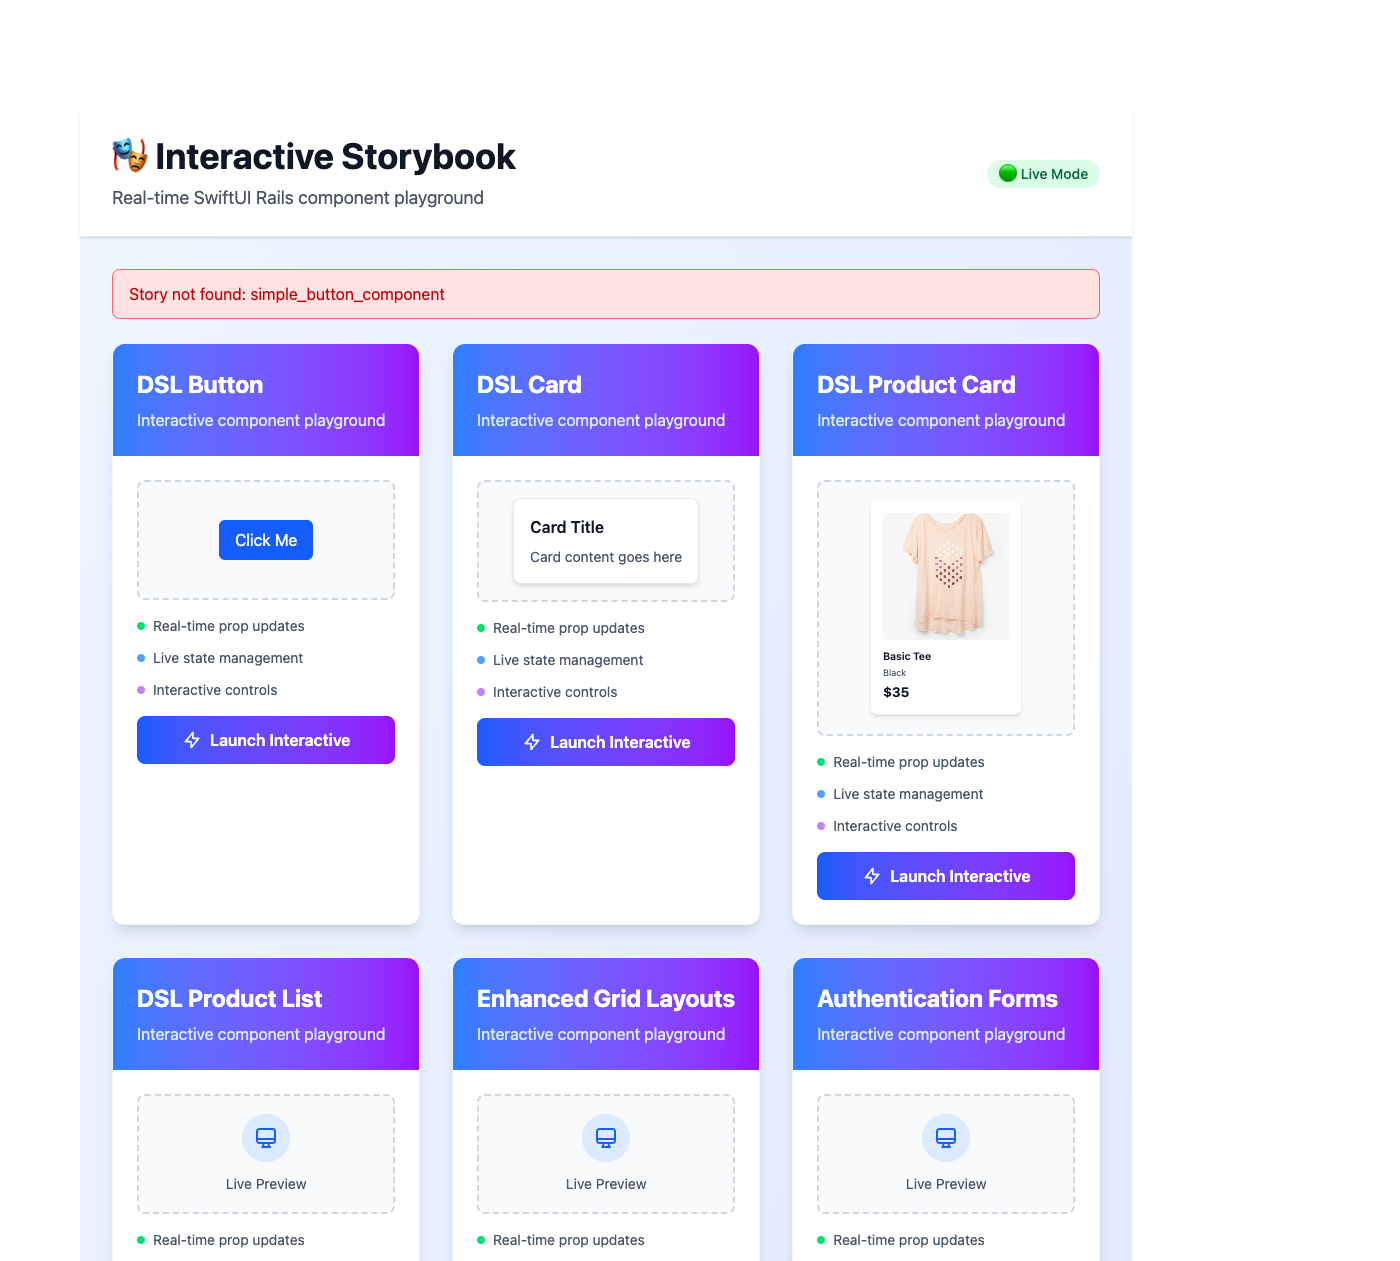 Interactive Storybook
Real-time SwiftUI Rails component playground
Live Mode
Story not found: simple_button_component
DSL Button
Interactive component playground
Click Me
Real-time prop updates
Live state management
Interactive controls
Launch Interactive
DSL Card
Interactive component playground
Card Title
Card content goes here
Real-time prop updates
Live state management
Interactive controls
Launch Interactive
DSL Product Card
Interactive component playground
Basic Tee
Black
$35
Real-time prop updates
Live state management
Interactive controls
Launch Interactive
DSL Product List
Interactive component playground
Live Preview
Real-time prop updates
Enhanced Grid Layouts
Interactive component playground
Live Preview
Real-time prop updates
Authentication Forms
Interactive component playground
Live Preview
Real-time prop updates